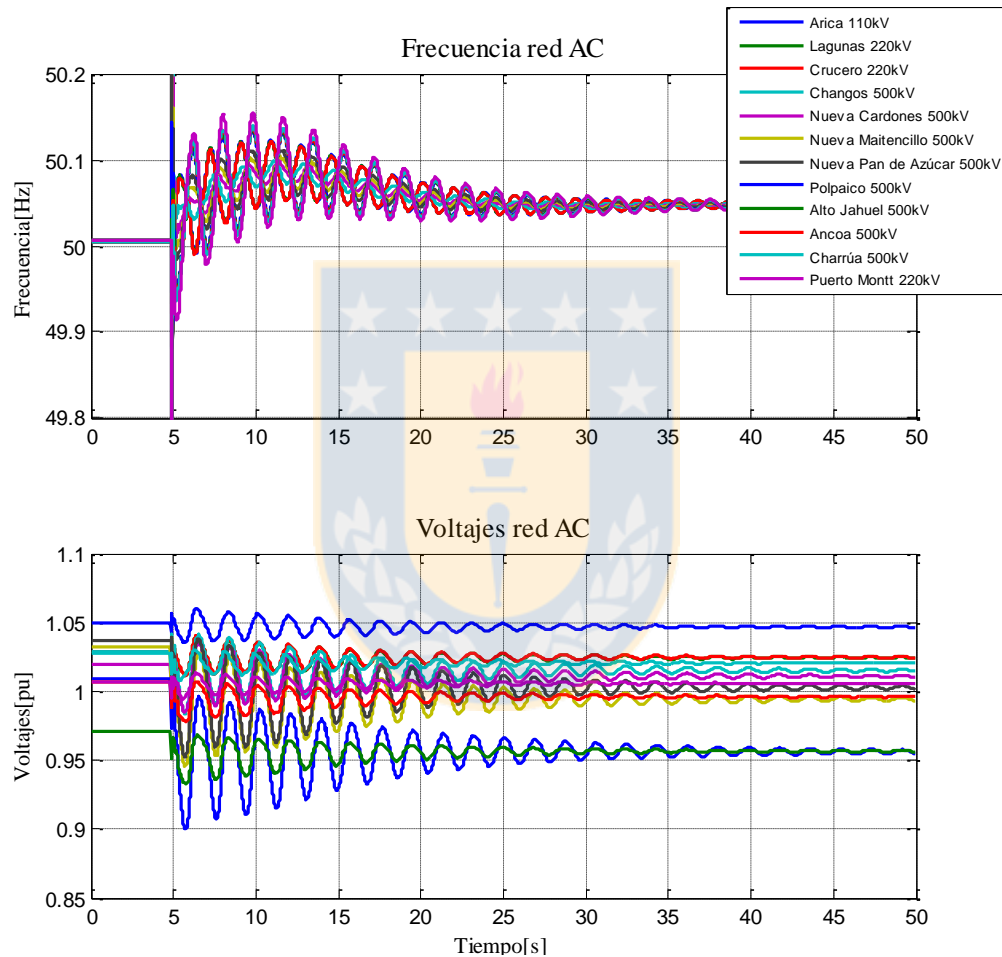 Frecuencia red AC
Arica 110kV
Lagunas 220kV
Crucero 220kV
Changos 500kV
Nueva Cardones 500kV
Nueva Maitencillo 500kV
Nueva Pan de Azúcar 500kV
Polpaico 500kV
Alto Jahuel 500kV
Ancoa 500kV
Charrúa 500kV
Puerto Montt 220kV
Frecuencia[Hz]
50.2
50.1
50
49.9
49.8
0 5 10 15 20 25 30 35 40 45 50
Voltajes red AC
Voltajes[pu]
1.1
1.05
1
0.95
0.9
0.85
0 5 10 15 20 25 30 35 40 45 50
Tiempo[s]